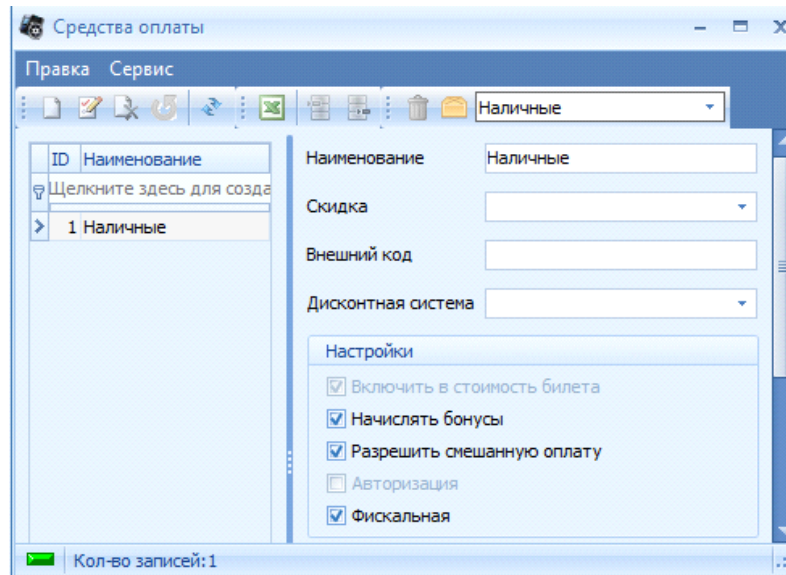 Средства оплаты
Правка Сервис
Наличные
ID Наименование
Щелкните здесь для созда
1 Наличные
Наименование Наличные
Скидка
Внешний код
Дисконтная система
Настройки
Включить в стоимость билета
Начислять бонусы
Разрешить смешанную оплату
Авторизация
Фискальная
Кол-во записей:1